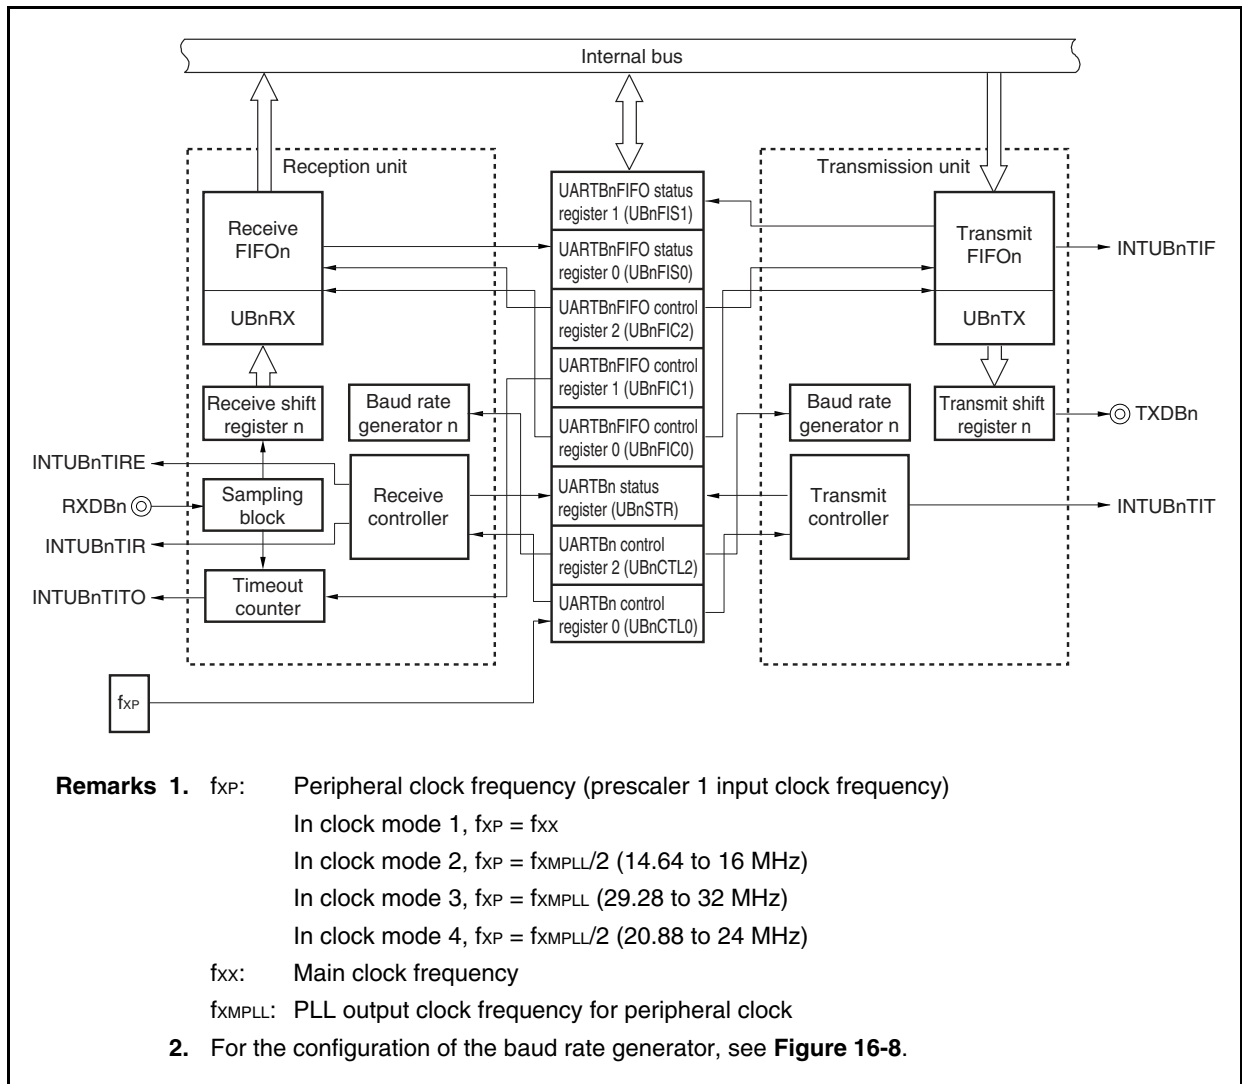 Internal bus
Reception unit
Transmission unit
UARTBnFIFO status
register 1 (UBnFIS1)
UARTBnFIFO status
register 0 (UBnFIS0)
UARTBnFIFO control
register 2 (UBnFIC2)
UARTBnFIFO control
register 1 (UBnFIC1)
UARTBnFIFO control
register 0 (UBnFIC0)
UARTBn status
register (UBnSTR)
UARTBn control
register 2 (UBnCTL2)
UARTBn control
register 0 (UBnCTL0)
Receive
FIFOn
UBnRX
Receive shift
register n
Baud rate
generator n
Sampling
block
Receive
controller
Timeout
counter
INTUBnTIRE
RXDBn
INTUBnTIR
INTUBnTITO
fXP
Transmit
FIFOn
UBnTX
INTUBnTIF
Baud rate
generator n
Transmit shift
register n
TXDBn
Transmit
controller
INTUBnTIT
Remarks 1. fXP: Peripheral clock frequency (prescaler 1 input clock frequency)
In clock mode 1, fXP = fXX
In clock mode 2, fXP = fXMPLL/2 (14.64 to 16 MHz)
In clock mode 3, fXP = fXMPLL (29.28 to 32 MHz)
In clock mode 4, fXP = fXMPLL/2 (20.88 to 24 MHz)
fXX: Main clock frequency
fXMPLL: PLL output clock frequency for peripheral clock
2. For the configuration of the baud rate generator, see Figure 16-8.